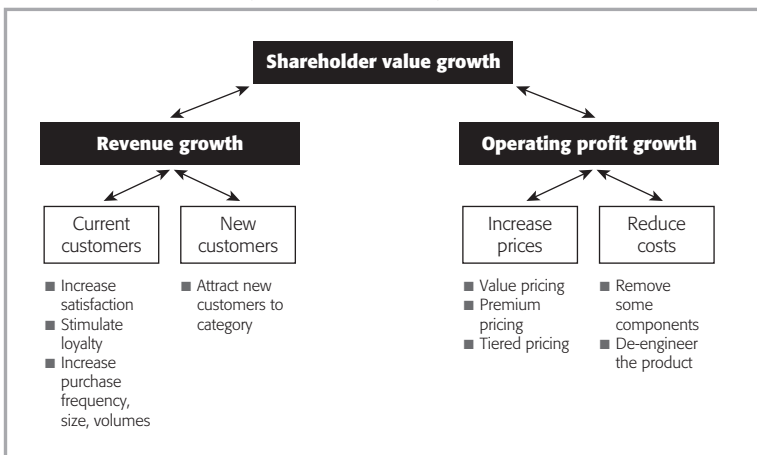 Shareholder value growth
Revenue growth
Operating profit growth
Current
customers
New
customers
Increase
prices
Reduce
costs
■ Increase
satisfaction
■ Stimulate
loyalty
■ Increase
purchase
frequency,
size, volumes
■ Attract new
customers to
category
■ Value pricing
■ Premium
pricing
■ Tiered pricing
■ Remove
some
components
■ De-engineer
the product